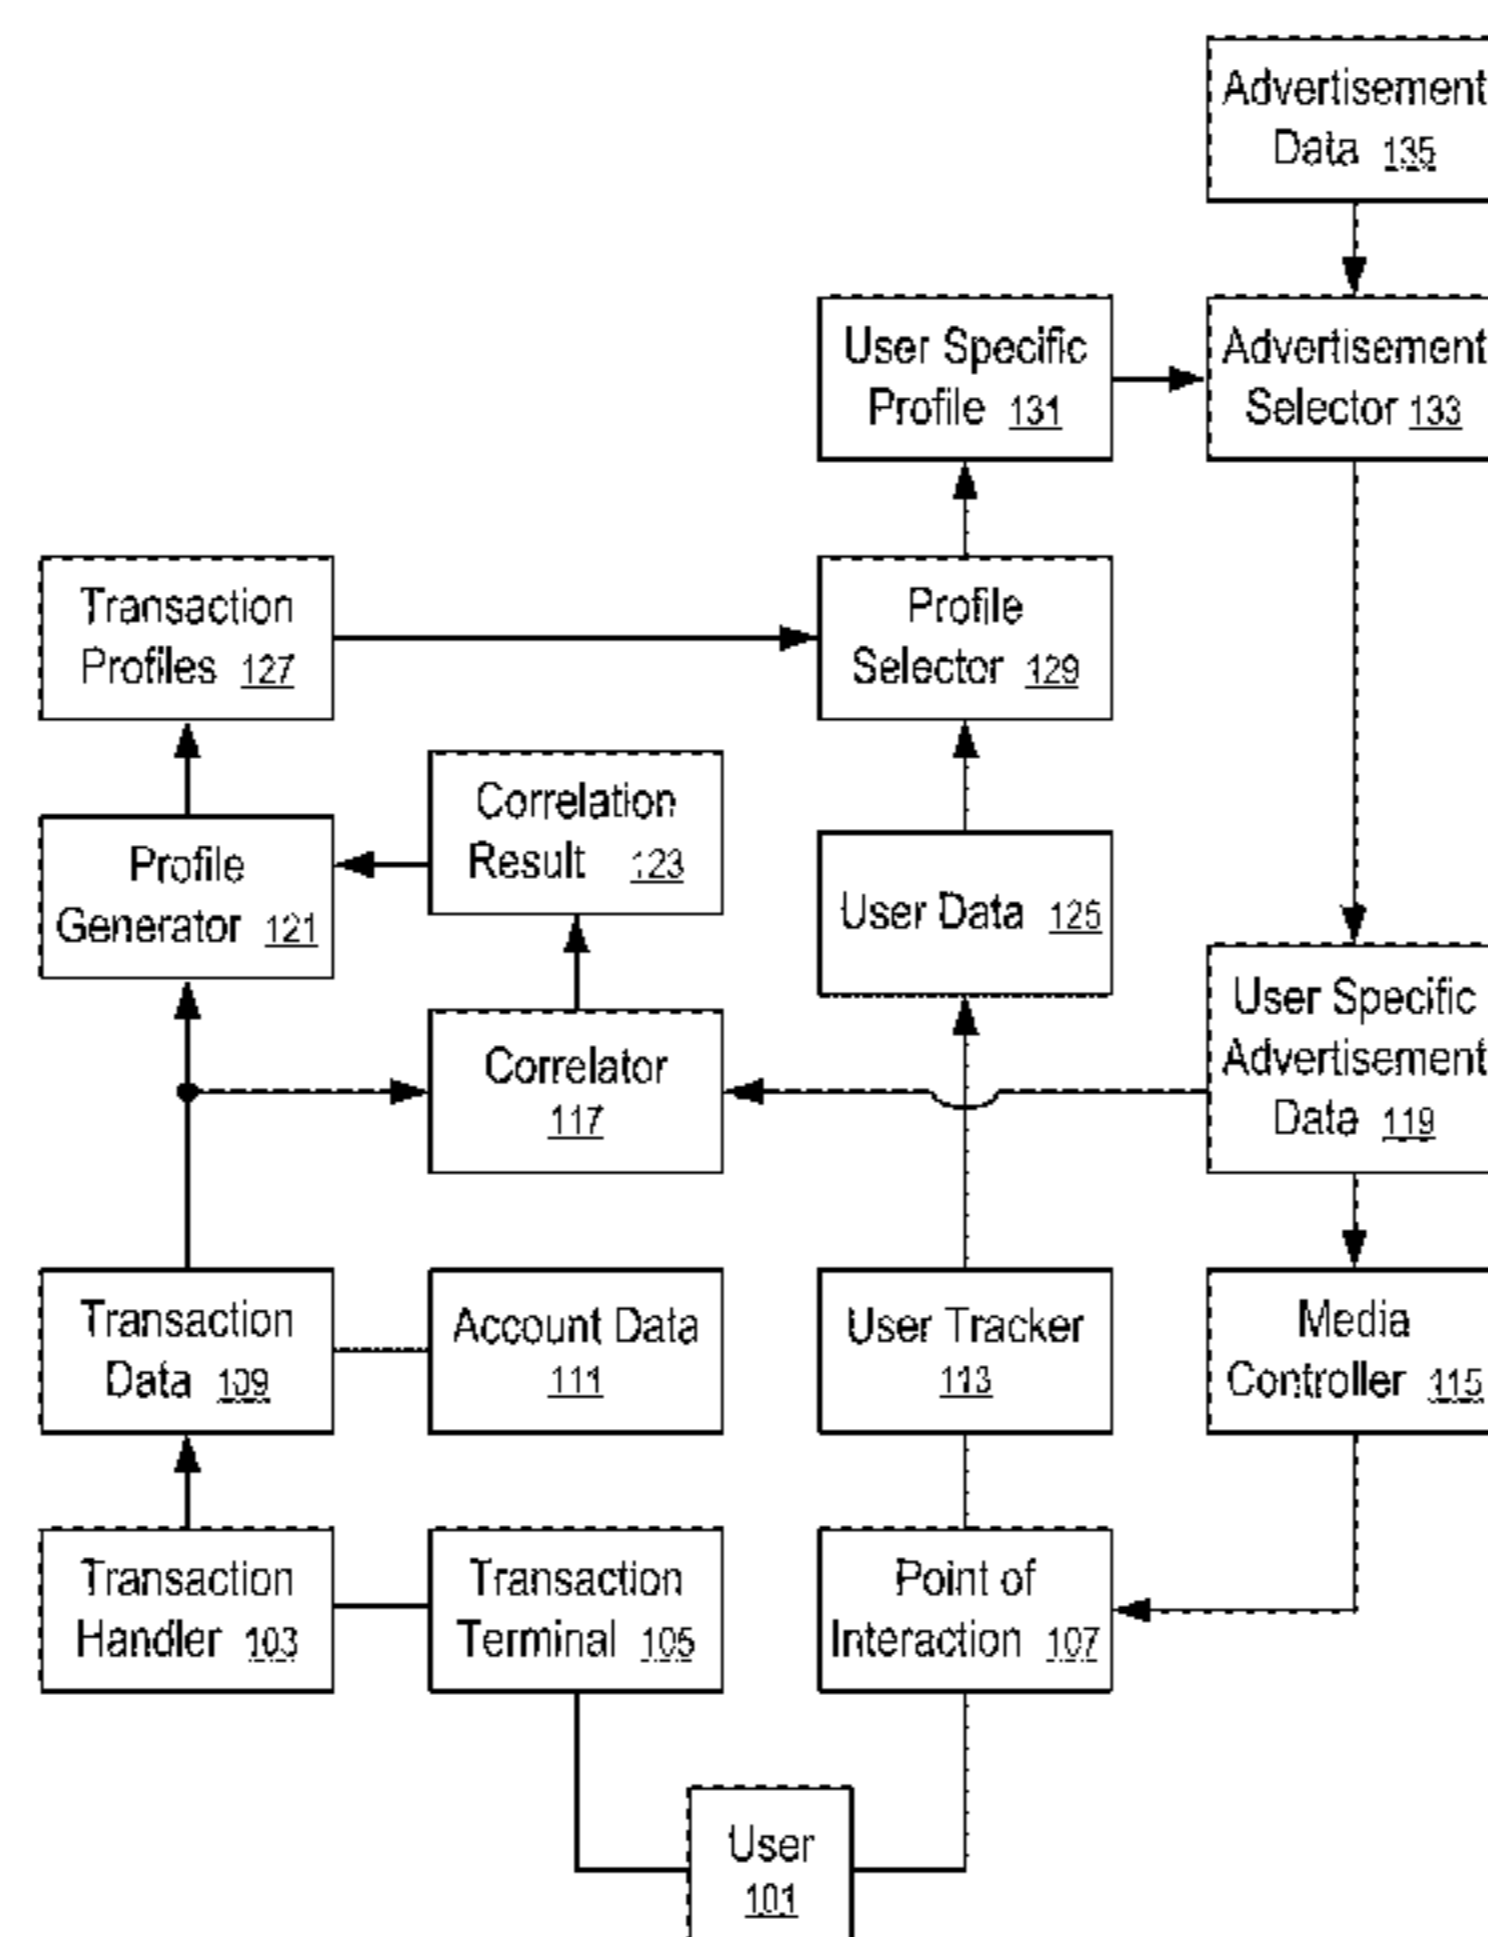 Advertisement
Data 135
User Specific
Profile 131
Advertisement
Selector 133
Transaction
Profiles 127
Profile
Selector 129
Correlation
Result 123
Profile
Generator 121
User Data 125
User Specific
Advertisement
Data 119
Correlator
117
Transaction
Data 109
Account Data
111
User Tracker
113
Media
Controller 115
Transaction
Handler 103
Transaction
Terminal 105
Point of
Interaction 107
User
101